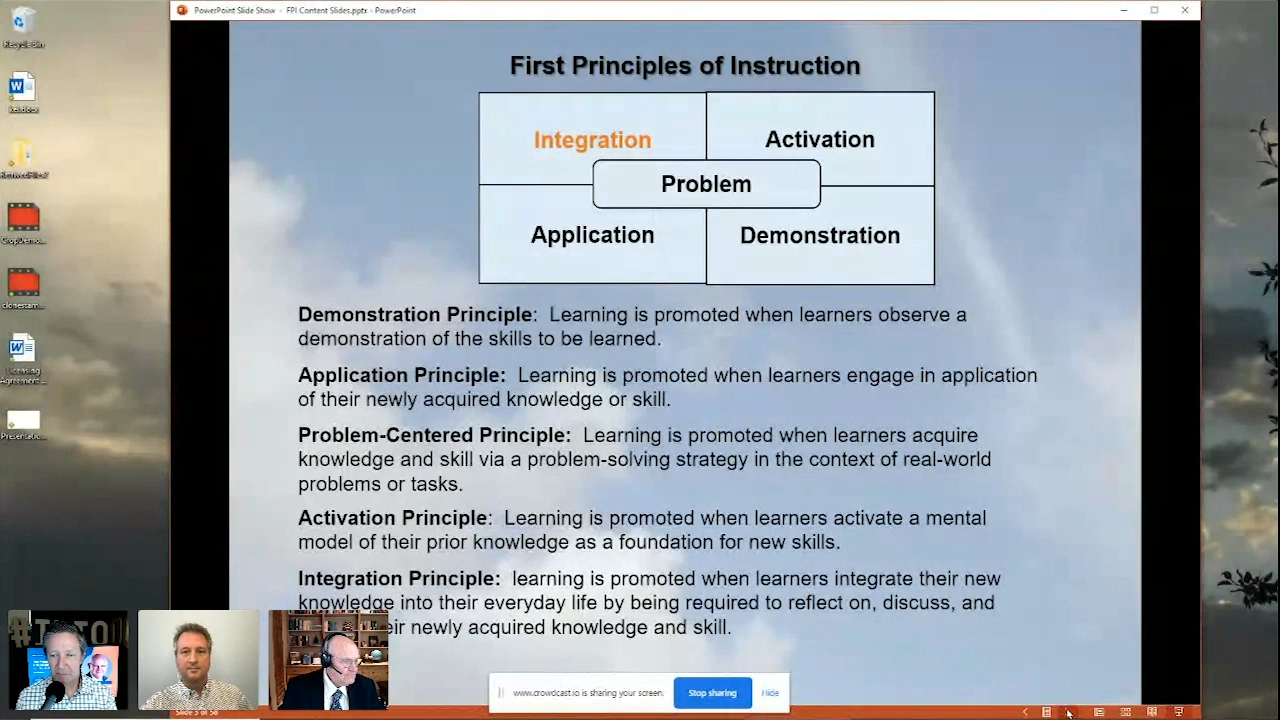 PowerPoint Slide Show - FPI Content Slides.pptx - PowerPoint
Recycle Bin
First Principles of Instruction
Integration
Activation
Problem
Application
Demonstration
Demonstration Principle: Learning is promoted when learners observe a
demonstration of the skills to be learned.
Application Principle: Learning is promoted when learners engage in application
of their newly acquired knowledge or skill.
Problem-Centered Principle: Learning is promoted when learners acquire
knowledge and skill via a problem-solving strategy in the context of real-world
problems or tasks.
Activation Principle: Learning is promoted when learners activate a mental
model of their prior knowledge as a foundation for new skills.
Integration Principle: learning is promoted when learners integrate their new
knowledge into their everyday life by being required to reflect on, discuss, and
newly acquired knowledge and skill.
CropDemo...
Licensing
Agreement...
Presentatio...
www.crowdcast.io is sharing your screen.
Stop sharing
Hide